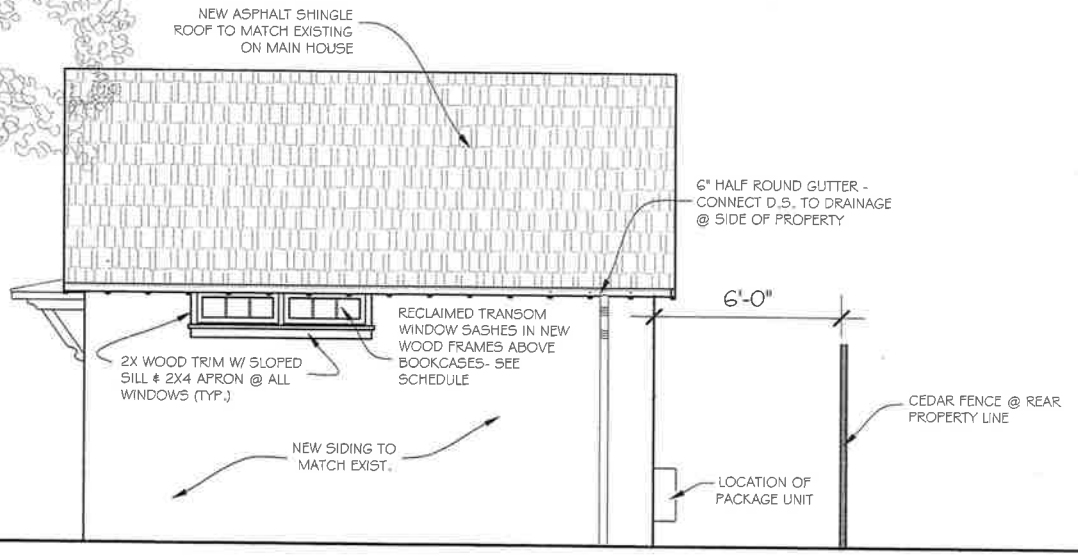 NEW ASPHALT SHINGLE
ROOF TO MATCH EXISTING
ON MAIN HOUSE
6" HALF ROUND GUTTER -
CONNECT D.S. TO DRAINAGE
@ SIDE OF PROPERTY
6'-0"
RECLAIMED TRANSOM
WINDOW SASHES IN NEW
WOOD FRAMES ABOVE
BOOKCASES- SEE
SCHEDULE
2X WOOD TRIM W/ SLOPED
SILL & 2X4 APRON @ ALL
WINDOWS (TYP.)
CEDAR FENCE @ REAR
PROPERTY LINE
NEW SIDING TO
MATCH EXIST.
LOCATION OF
PACKAGE UNIT